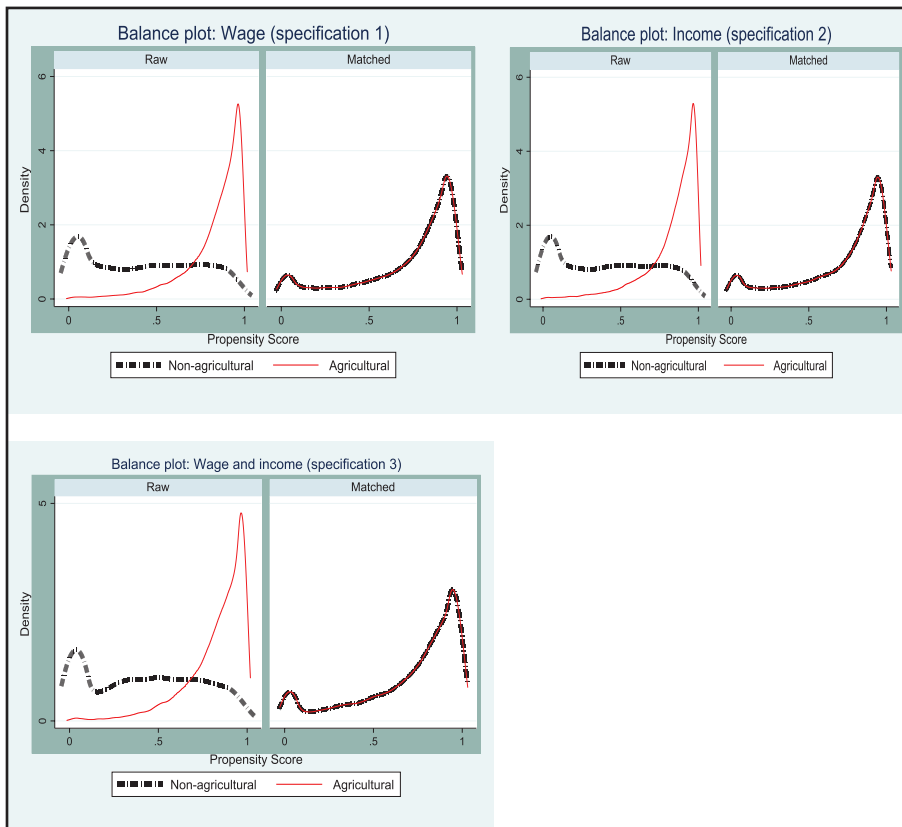 Balance plot: Wage (specification 1)
Raw
Matched
Density
6
4
2
0
0 .5 1
0 .5 1
Propensity Score
Non-agricultural
Agricultural
Balance plot: Income (specification 2)
Raw
Matched
Density
6
4
2
0
0 .5 1
0 .5 1
Propensity Score
Non-agricultural
Agricultural
Balance plot: Wage and income (specification 3)
Raw
Matched
Density
5
0
0 .5 1
0 .5 1
Propensity Score
Non-agricultural
Agricultural